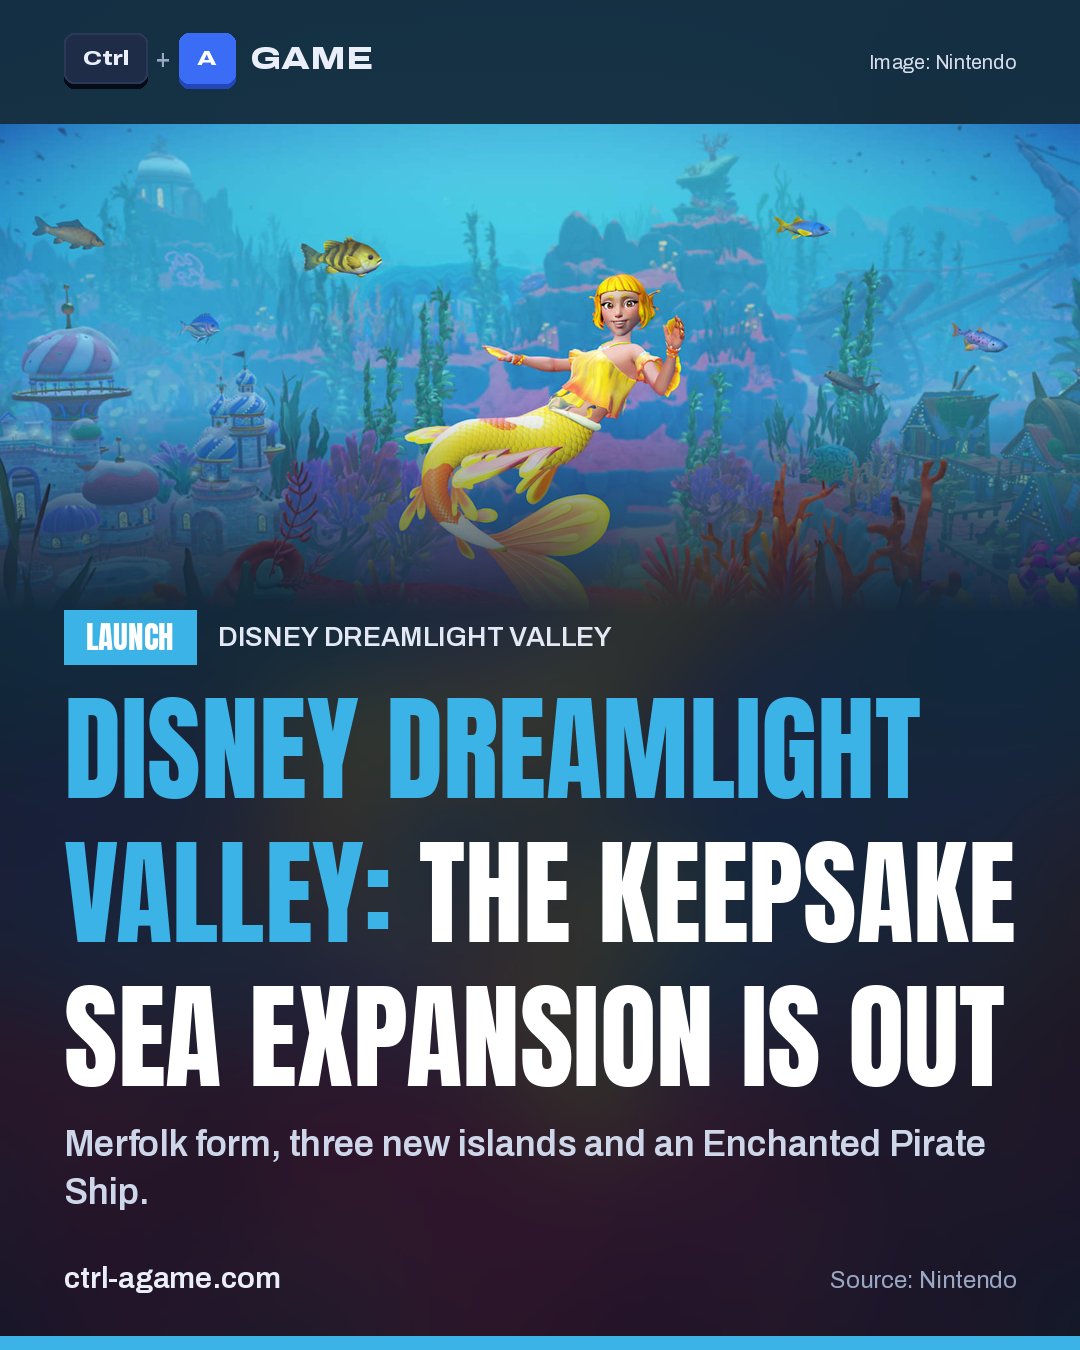 Ctrl + A GAME
Image: Nintendo
LAUNCH
DISNEY DREAMLIGHT VALLEY
DISNEY DREAMLIGHT
VALLEY: THE KEEPSAKE
SEA EXPANSION IS OUT
Merfolk form, three new islands and an Enchanted Pirate
Ship.
ctrl-agame.com
Source: Nintendo